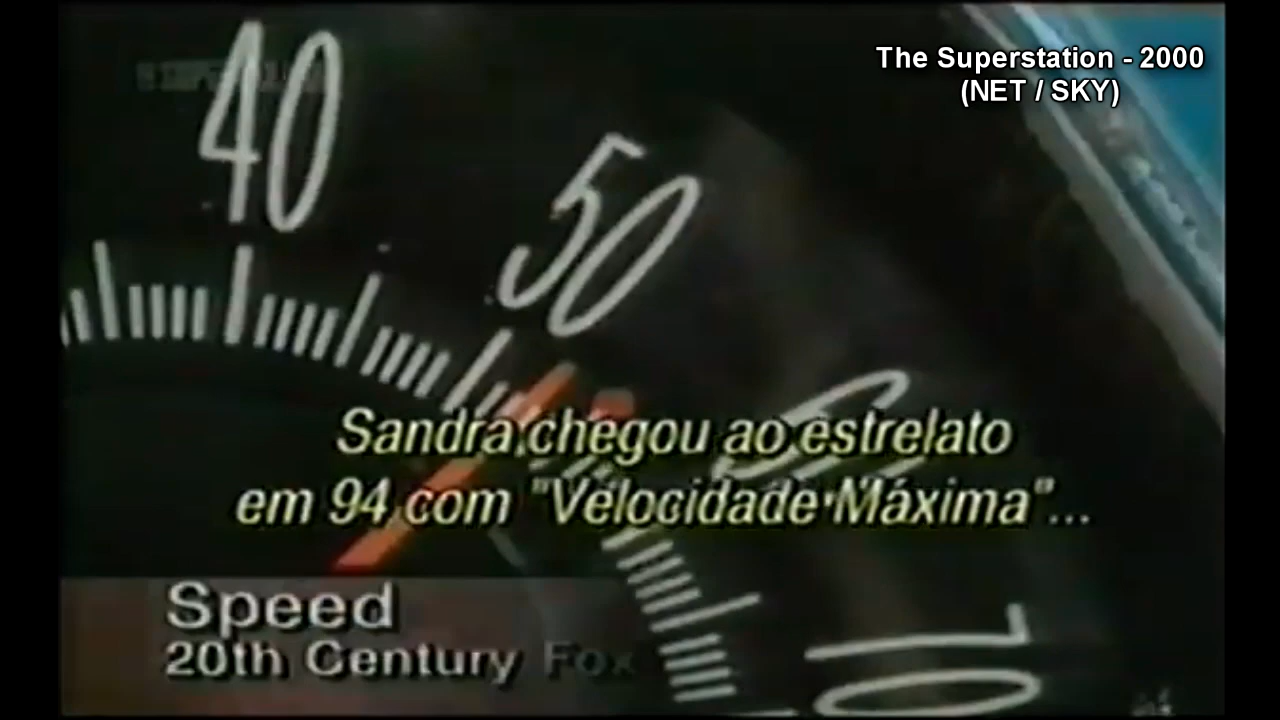 The Superstation - 2000
(NET / SKY)
40
50
Sandra chegou ao estrelato
em 94 com "Velocidade Máxima"...
Speed
20th Century Fox
70